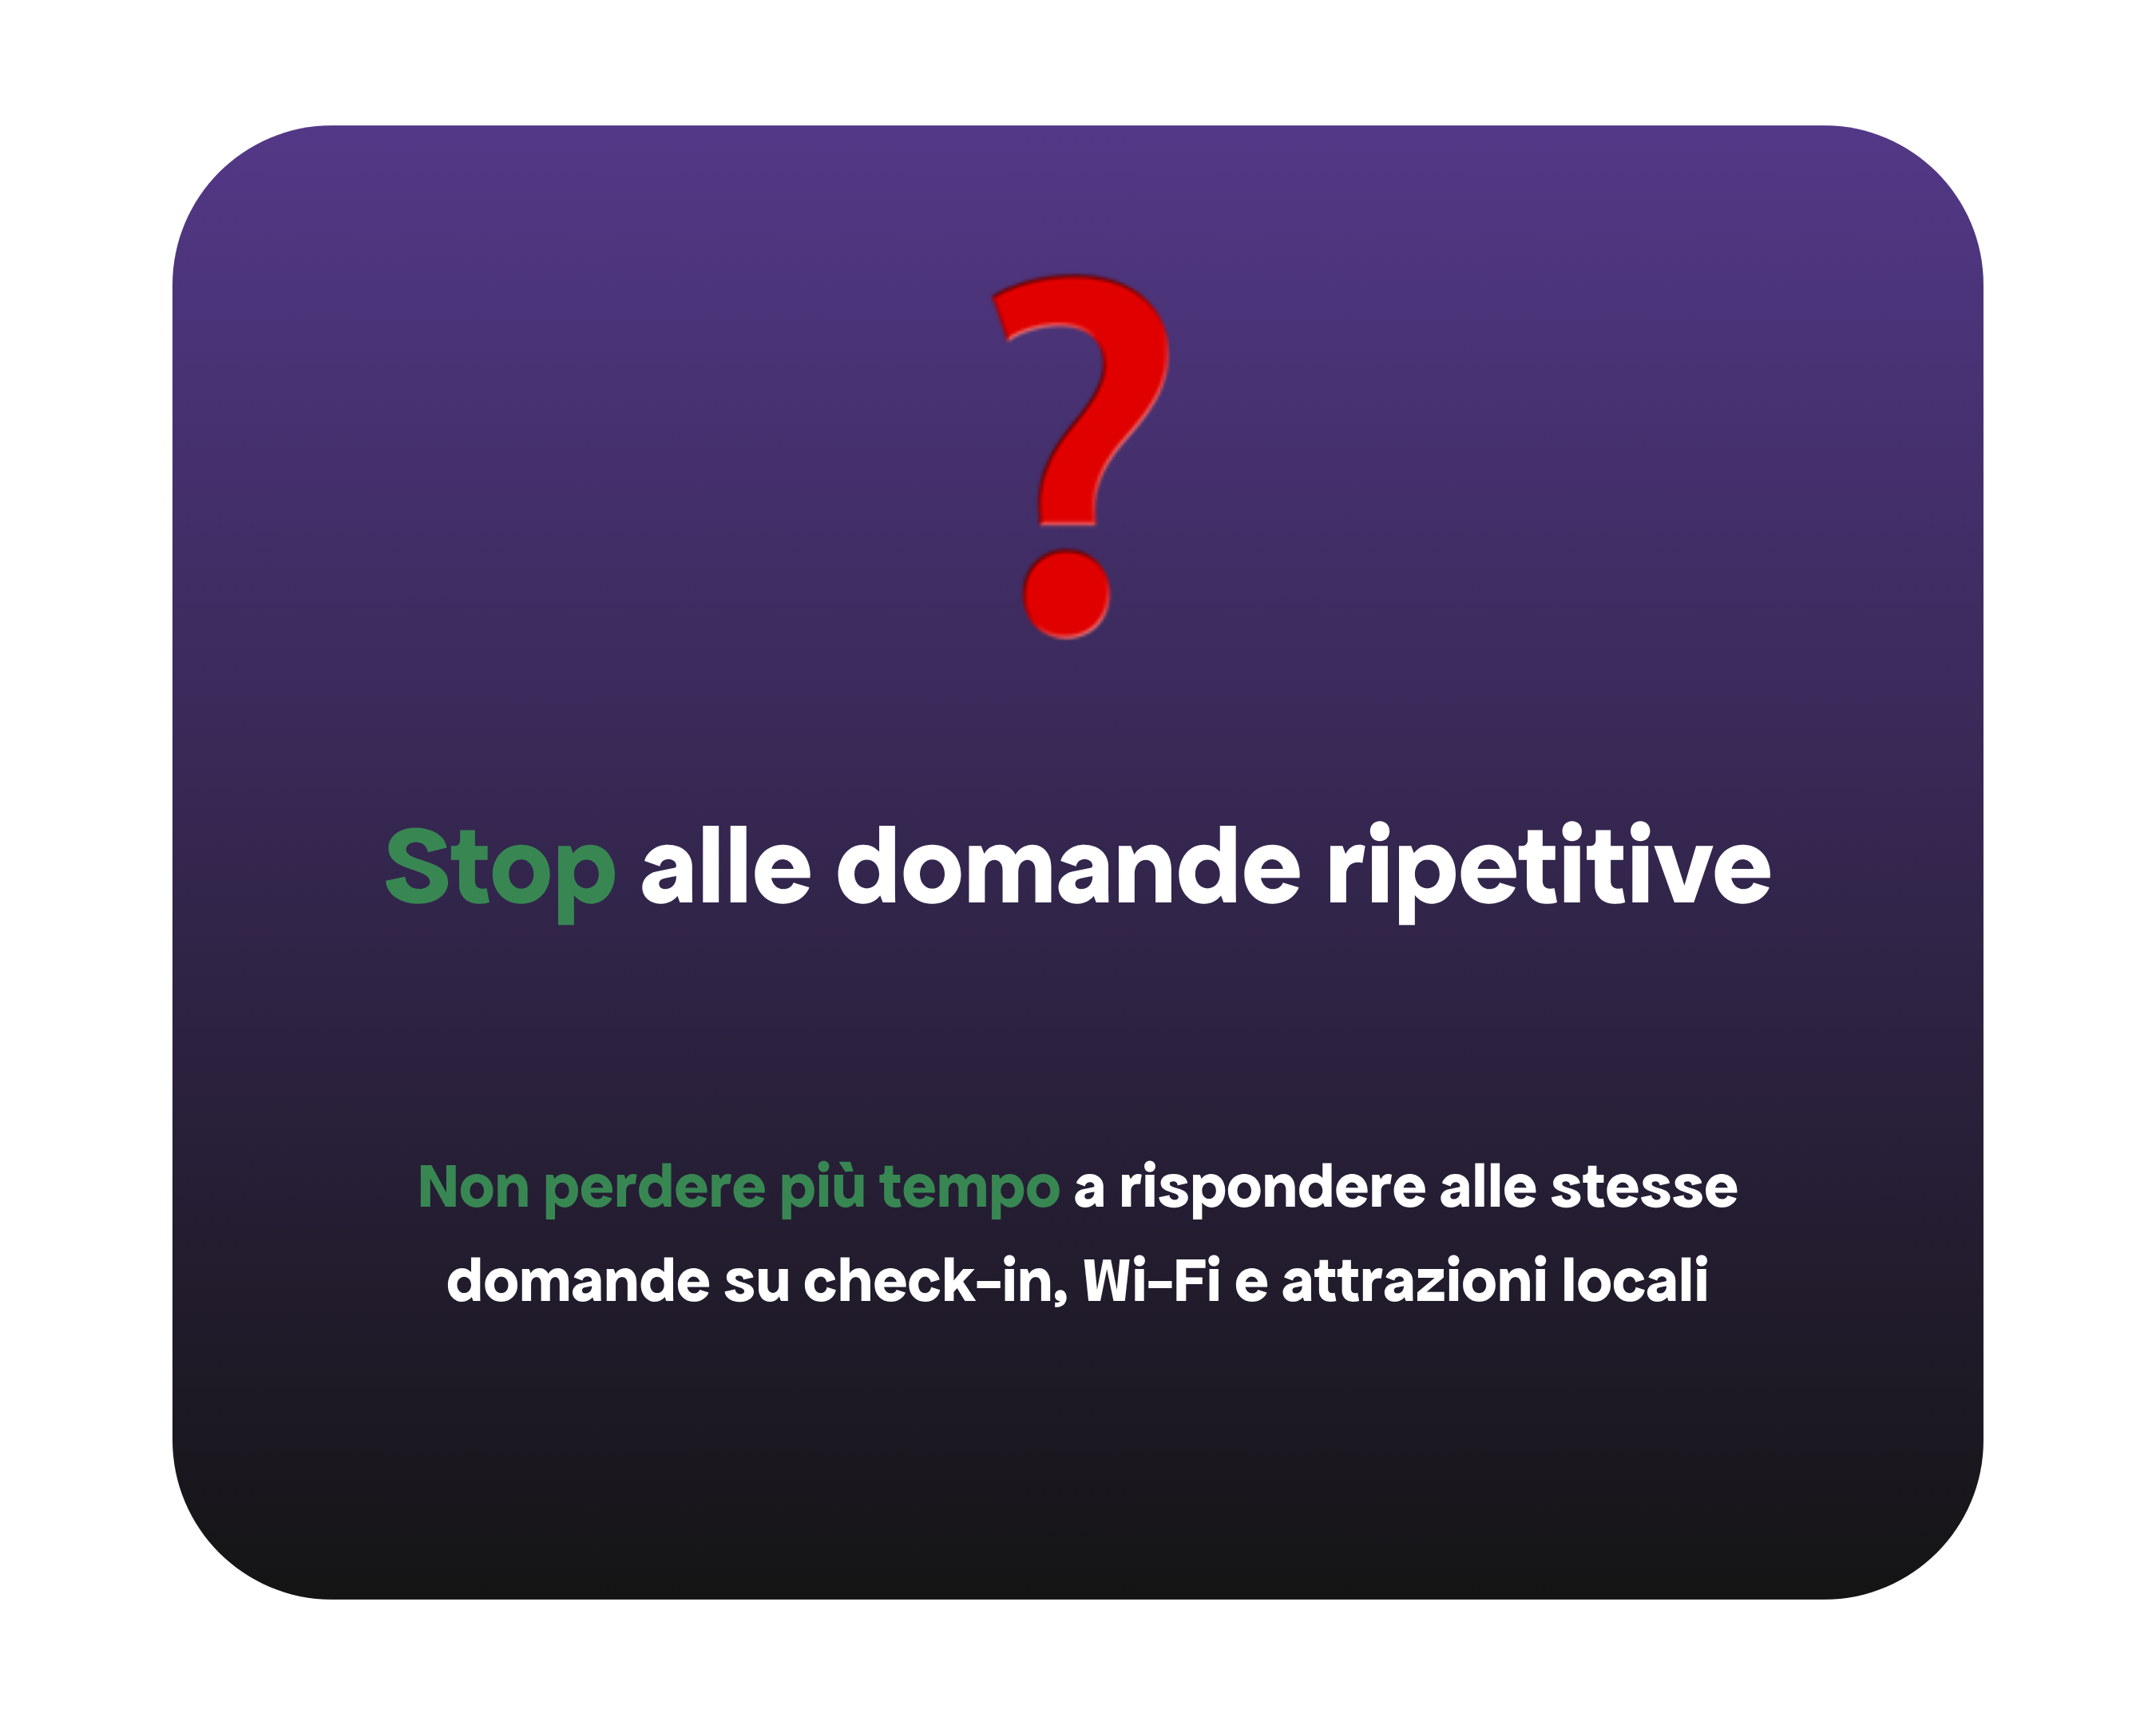 ?
Stop alle domande ripetitive
Non perdere più tempo a rispondere alle stesse
domande su check-in, Wi-Fi e attrazioni locali